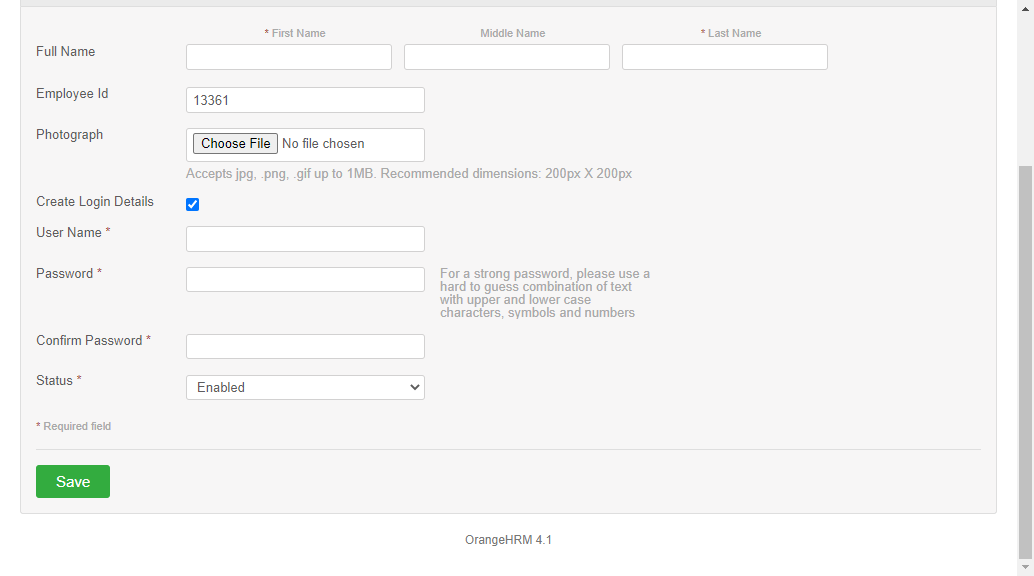 * First Name Middle Name * Last Name
Full Name
Employee Id 13361
Photograph Choose File No file chosen
Accepts jpg, .png, .gif up to 1MB. Recommended dimensions: 200px X 200px
Create Login Details
User Name *
Password * For a strong password, please use a
hard to guess combination of text
with upper and lower case
characters, symbols and numbers
Confirm Password *
Status * Enabled
* Required field
Save
OrangeHRM 4.1